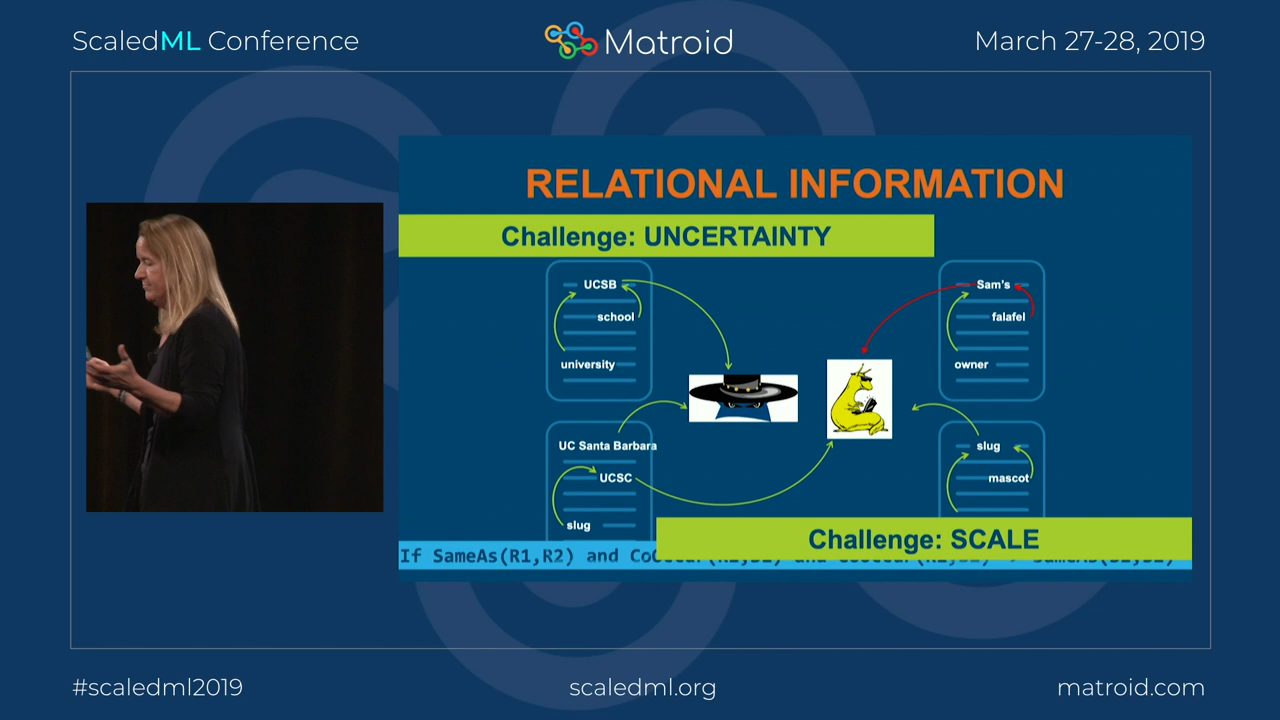 ScaledML Conference
Matroid
March 27-28, 2019
RELATIONAL INFORMATION
Challenge: UNCERTAINTY
UCSB
school
university
Sam's
falafel
owner
UC Santa Barbara
UCSC
slug
slug
mascot
Challenge: SCALE
If SameAs(R1,R2) and
#scaledml2019
scaledml.org
matroid.com